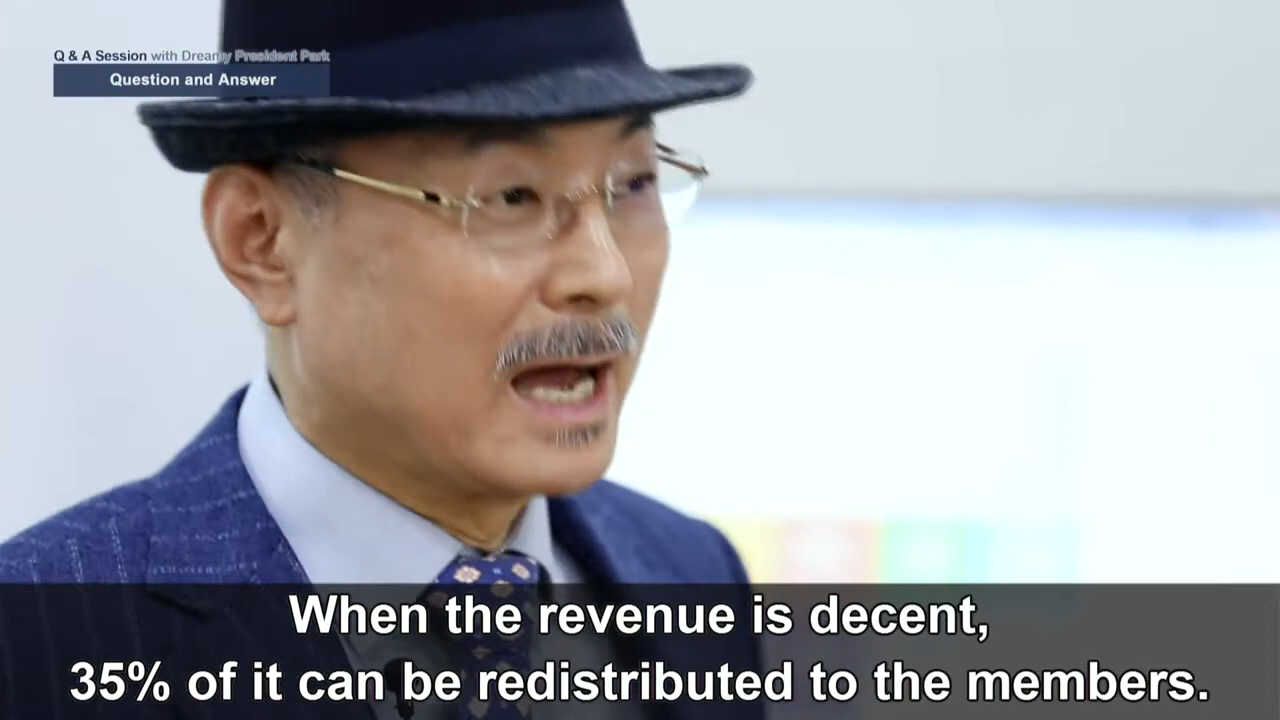 Q & A Session with Dreamy President Park
Question and Answer
When the revenue is decent,
35% of it can be redistributed to the members.